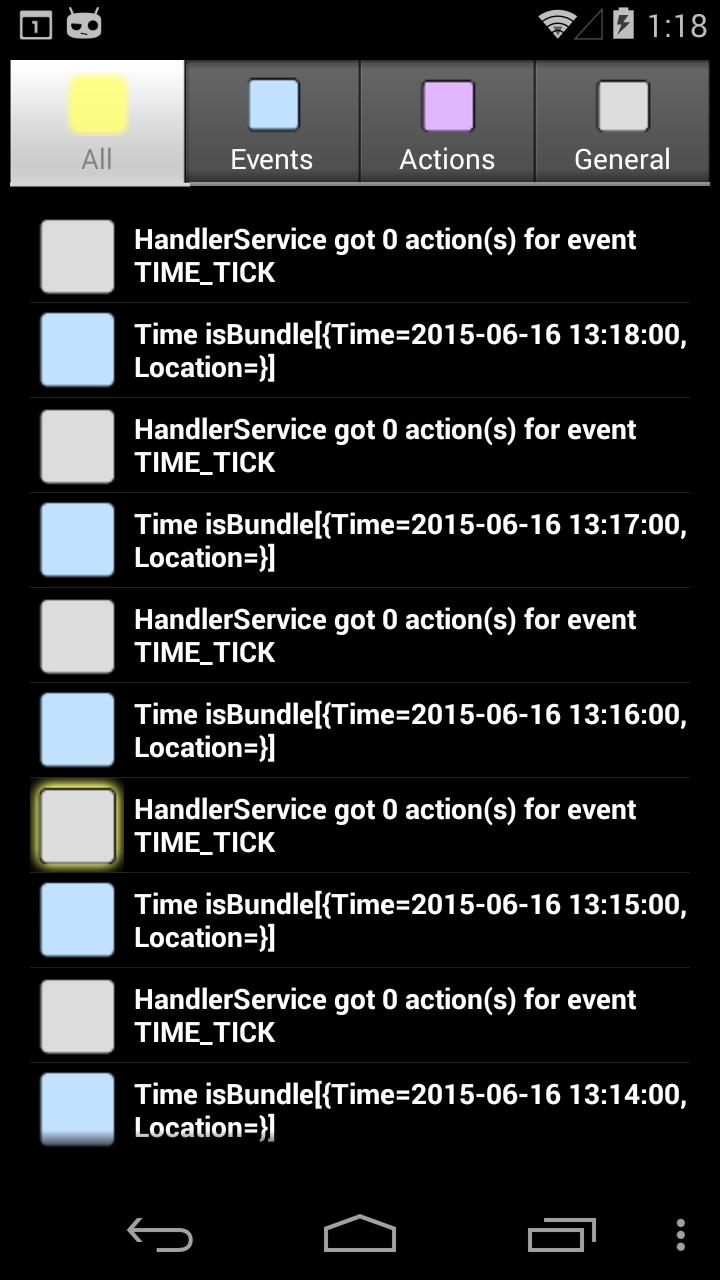 1
1:18
All
Events
Actions
General
HandlerService got 0 action(s) for event
TIME_TICK
Time isBundle[{Time=2015-06-16 13:18:00,
Location=}]
HandlerService got 0 action(s) for event
TIME_TICK
Time isBundle[{Time=2015-06-16 13:17:00,
Location=}]
HandlerService got 0 action(s) for event
TIME_TICK
Time isBundle[{Time=2015-06-16 13:16:00,
Location=}]
HandlerService got 0 action(s) for event
TIME_TICK
Time isBundle[{Time=2015-06-16 13:15:00,
Location=}]
HandlerService got 0 action(s) for event
TIME_TICK
Time isBundle[{Time=2015-06-16 13:14:00,
Location=}]